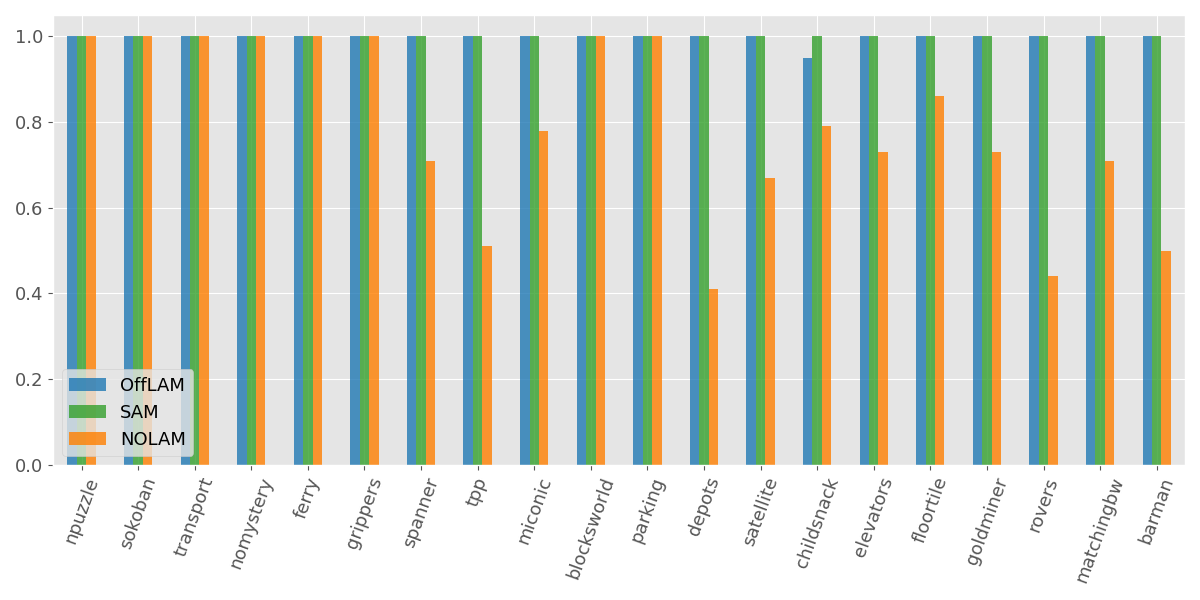 1.0
0.8
0.6
0.4
0.2
0.0
OffLAM
SAM
NOLAM
npuzzle
sokoban
transport
nomystery
ferry
grippers
spanner
tpp
miconic
blocksworld
parking
depots
satellite
childsnack
elevators
floortile
goldminer
rovers
matchingbw
barman